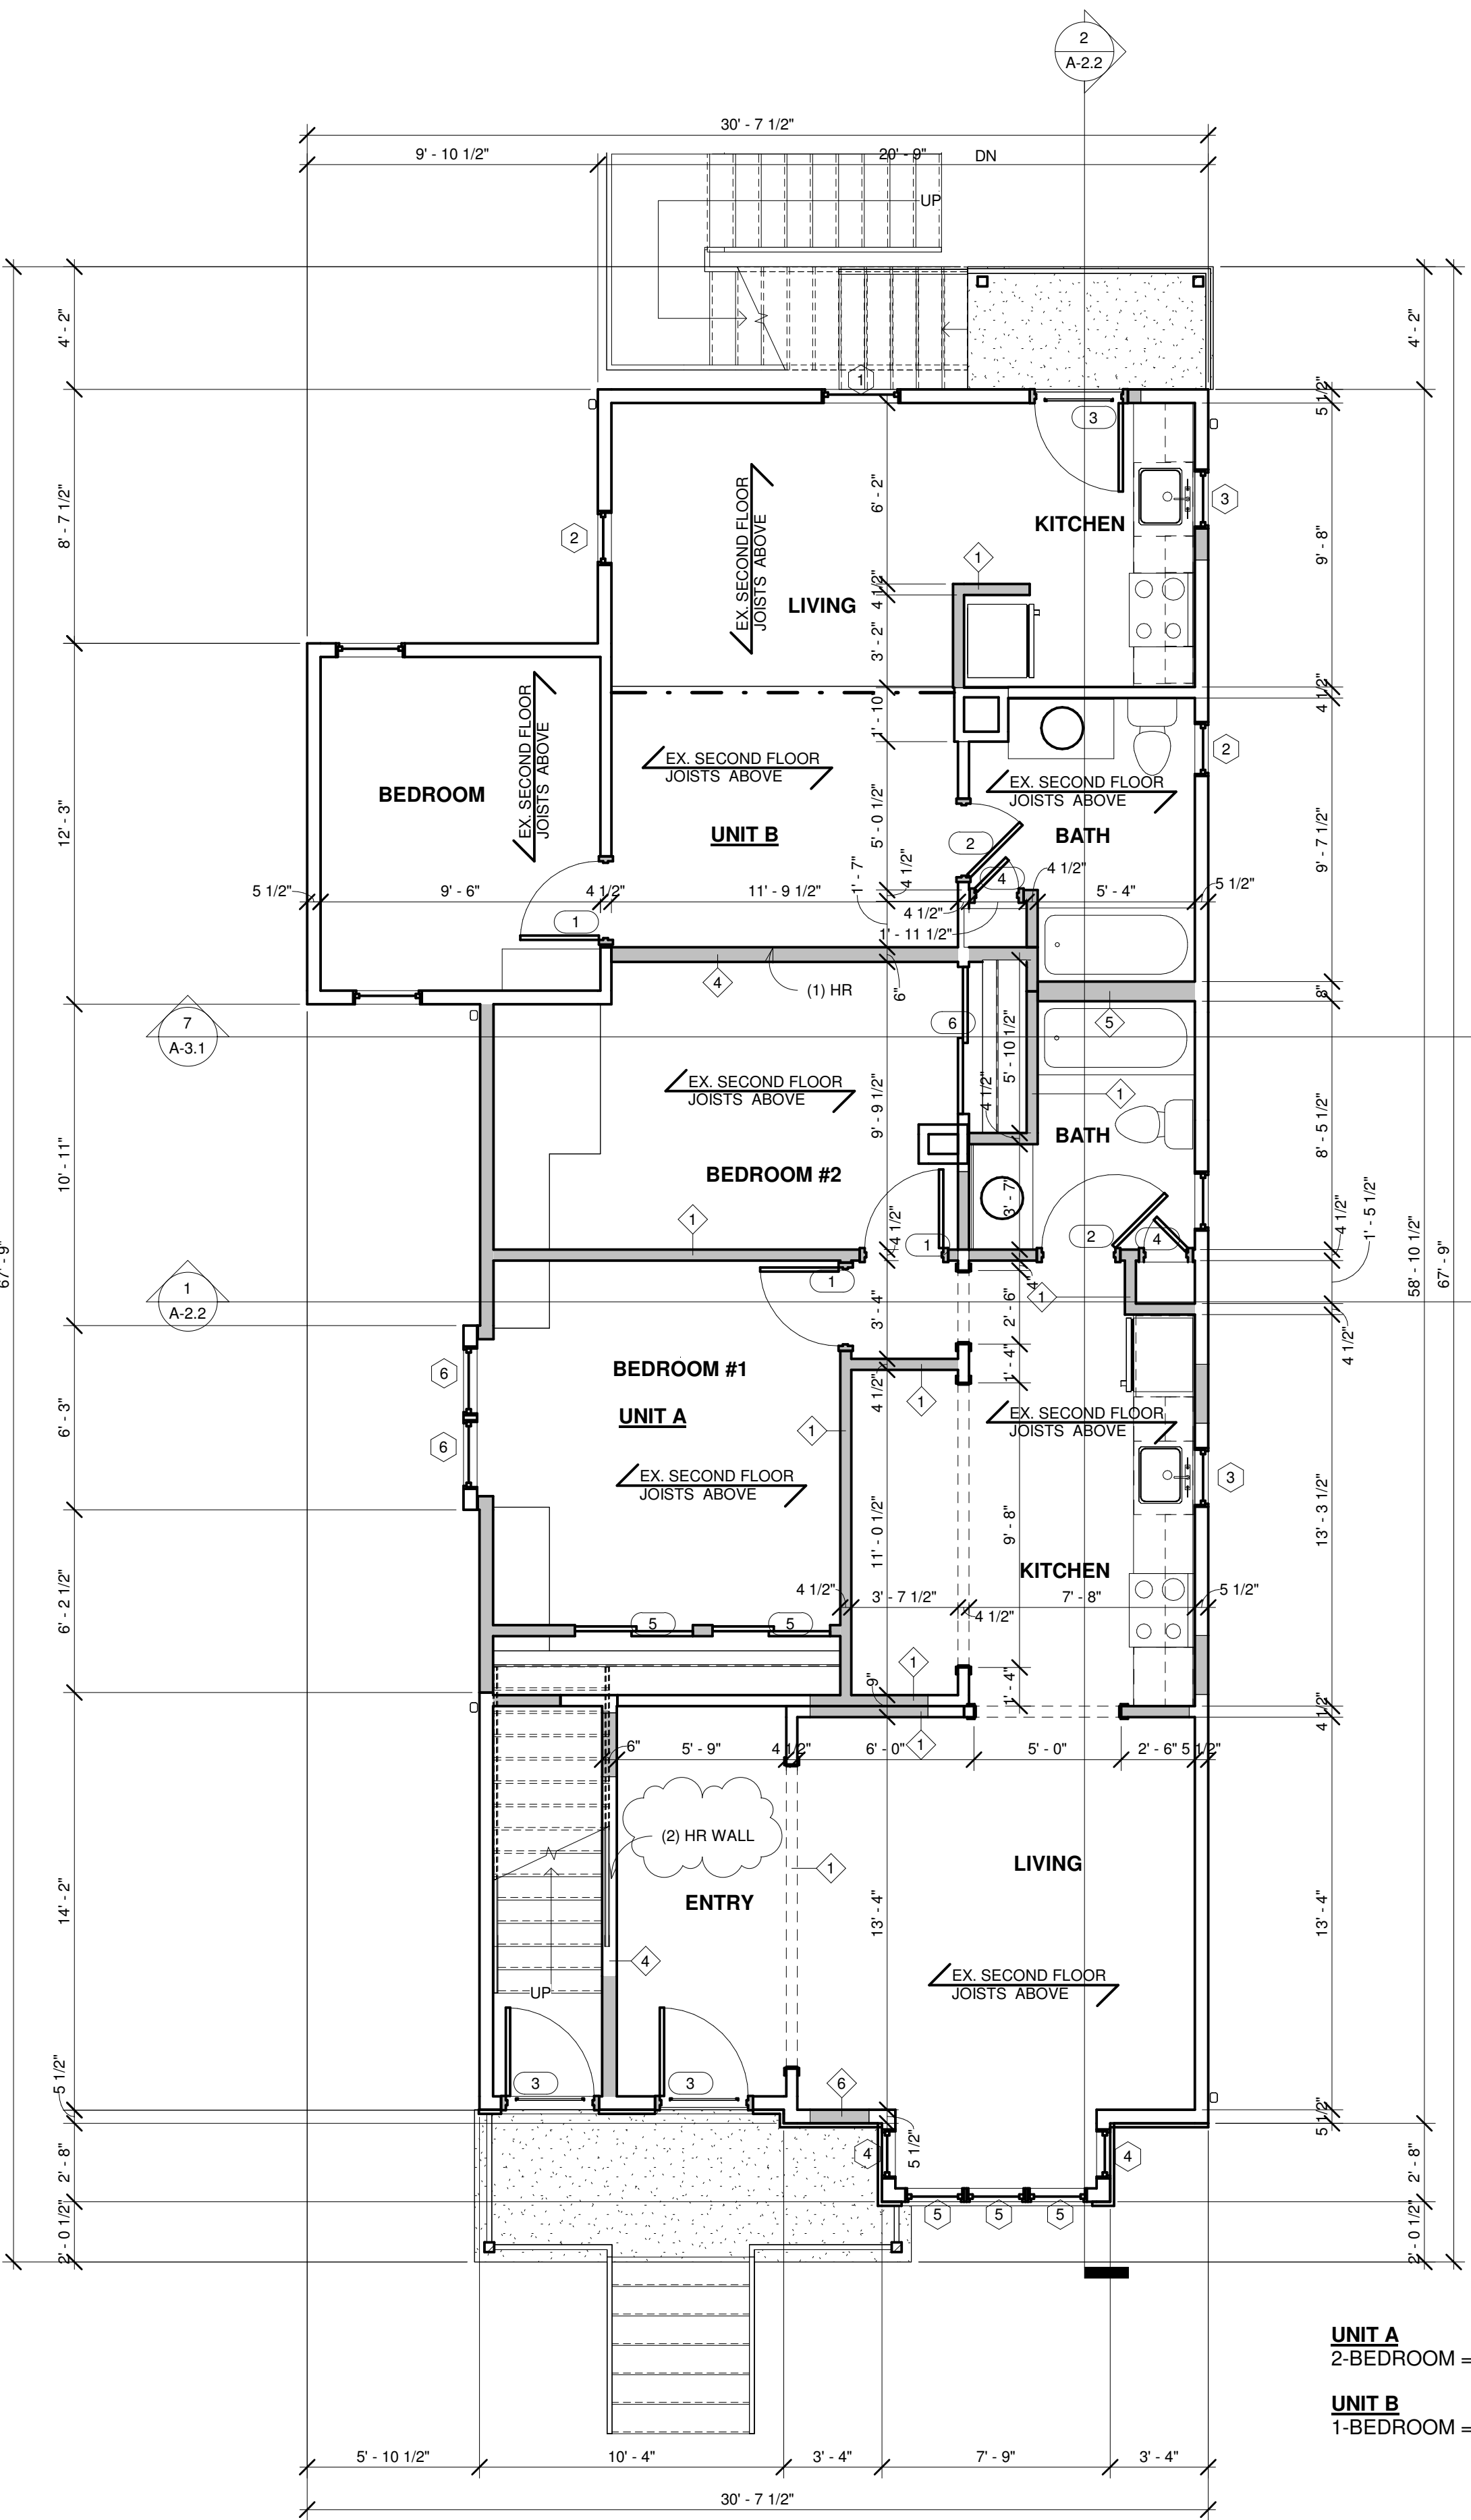 2
A-2.2
30' - 7 1/2"
9' - 10 1/2"
20' - 9"
DN
UP
4' - 2"
4' - 2"
1
3
5 1/2"
8' - 7 1/2"
2
EX. SECOND FLOOR
JOISTS ABOVE
6' - 2"
KITCHEN
3
9' - 8"
1
LIVING
4 1/2"
3' - 2"
EX. SECOND FLOOR
JOISTS ABOVE
1' - 10"
4 1/2"
12' - 3"
BEDROOM
EX. SECOND FLOOR
JOISTS ABOVE
EX. SECOND FLOOR
JOISTS ABOVE
2
UNIT B
5' - 0 1/2"
2
BATH
9' - 7 1/2"
4
4 1/2"
1' - 7"
4 1/2"
5 1/2"
9' - 6"
4 1/2"
11' - 9 1/2"
4 1/2"
5' - 4"
5 1/2"
1
1' - 11 1/2"
4
(1) HR
6"
8"
7
A-3.1
6
5
5' - 10 1/2"
EX. SECOND FLOOR
JOISTS ABOVE
4 1/2"
1
9' - 9 1/2"
BATH
8' - 5 1/2"
10' - 11"
BEDROOM #2
3' - 7"
1
4 1/2"
1
2
4
4 1/2"
1' - 5 1/2"
67' - 9"
58' - 10 1/2"
67' - 9"
1
A-2.2
1
4"
1
3' - 4"
2' - 6"
4 1/2"
6
BEDROOM #1
1' - 4"
4 1/2"
1
UNIT A
EX. SECOND FLOOR
JOISTS ABOVE
6' - 3"
6
1
EX. SECOND FLOOR
JOISTS ABOVE
3
11' - 0 1/2"
9' - 8"
13' - 3 1/2"
KITCHEN
6' - 2 1/2"
4 1/2"
3' - 7 1/2"
4 1/2"
7' - 8"
5 1/2"
5
5
1
9"
1' - 4"
4 1/2"
1
6"
5' - 9"
4 1/2"
6' - 0"
5' - 0"
2' - 6"
5 1/2"
(2) HR WALL
1
LIVING
14' - 2"
ENTRY
13' - 4"
13' - 4"
4
EX. SECOND FLOOR
JOISTS ABOVE
UP
3
3
6
5 1/2"
5 1/2"
5 1/2"
4
4
2' - 8"
2' - 8"
5
5
5
2' - 0 1/2"
2' - 0 1/2"
UNIT A
2-BEDROOM =
UNIT B
1-BEDROOM =
5' - 10 1/2"
10' - 4"
3' - 4"
7' - 9"
3' - 4"
30' - 7 1/2"